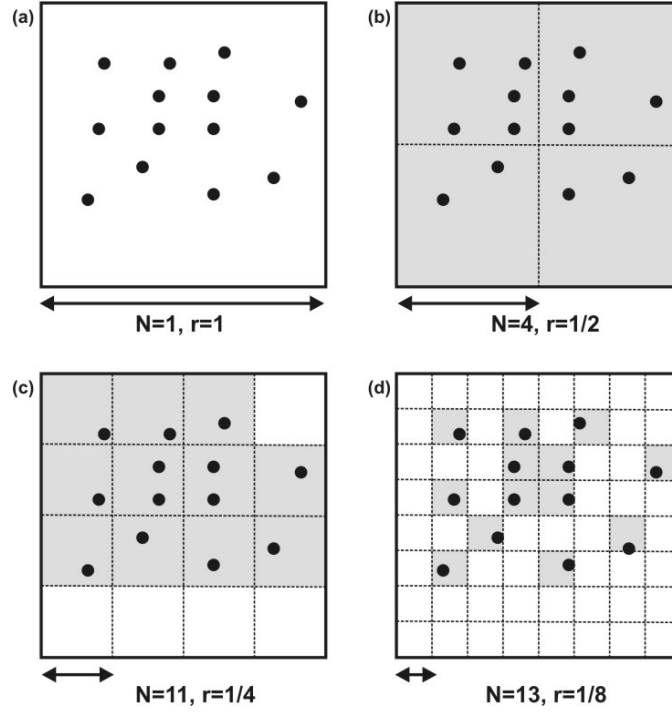 (a)
(b)
N=1, r=1
N=4, r=1/2
(c)
(d)
N=11, r=1/4
N=13, r=1/8